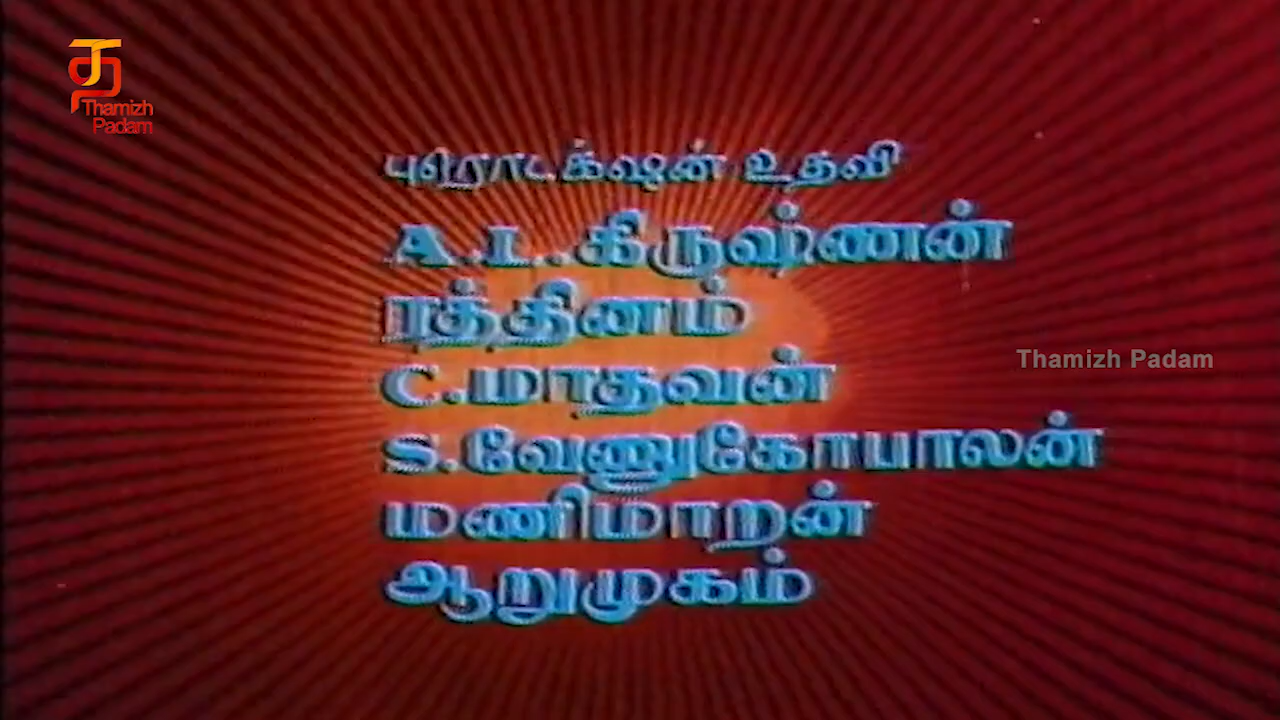 த
Thamizh
Padam
புரொடக்ஷன் உதவி
A.L.கிருஷ்ணன்
ரத்தினம்
C.மாதவன்
Thamizh Padam
S.வேணுகோபாலன்
மணிமாறன்
ஆறுமுகம்